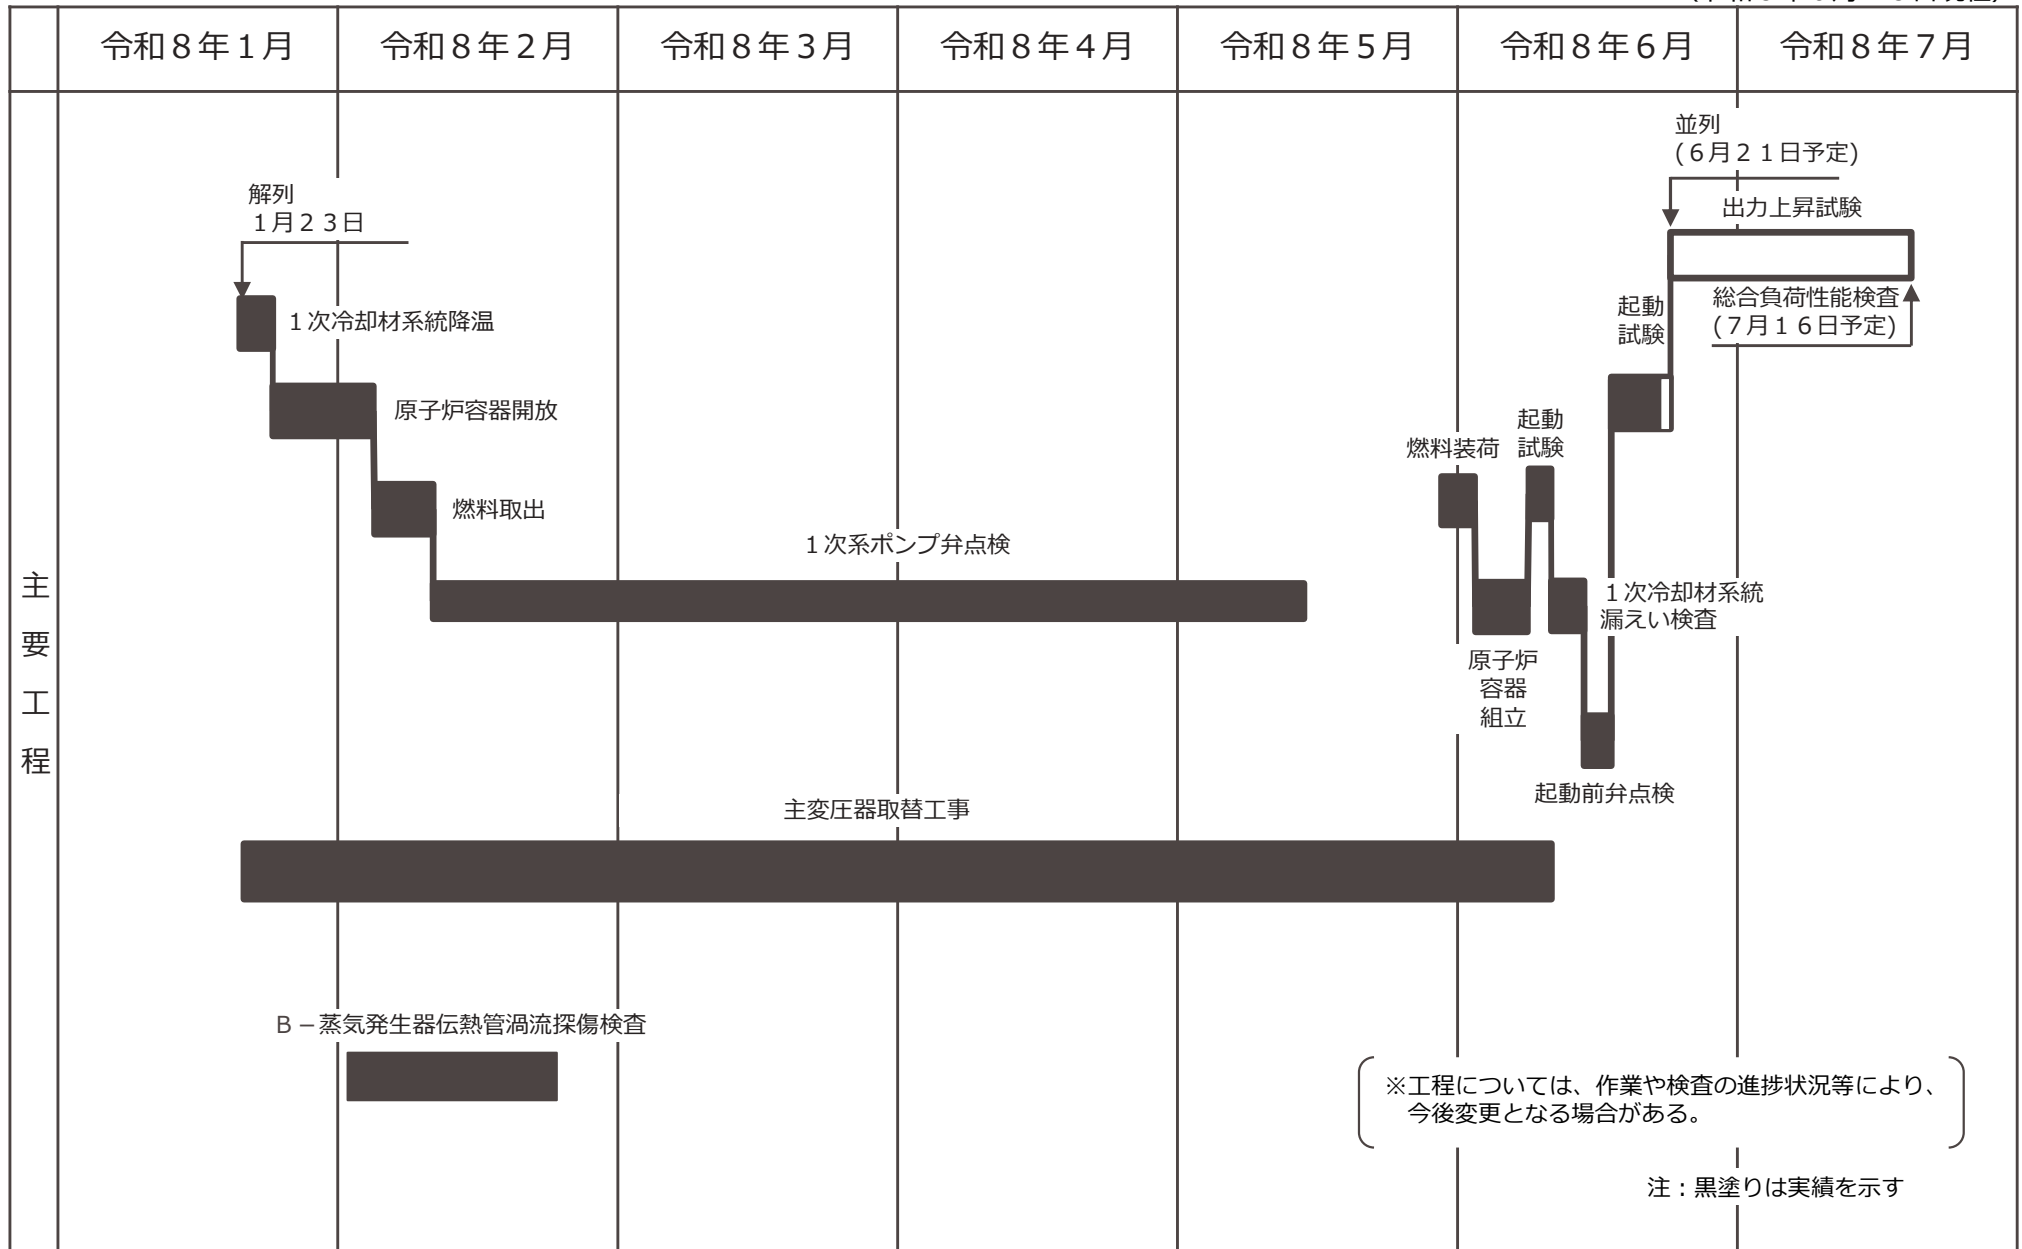 令和８年１月
令和８年２月
令和８年３月
令和８年４月
令和８年５月
令和８年６月
令和８年７月
主要工程
並列
(６月２１日予定)
解列
１月２３日
出力上昇試験
総合負荷性能検査
(７月１６日予定)
起動
試験
１次冷却材系統降温
原子炉容器開放
起動
試験
燃料装荷
燃料取出
１次系ポンプ弁点検
１次冷却材系統
漏えい検査
原子炉
容器
組立
起動前弁点検
主変圧器取替工事
Ｂ－蒸気発生器伝熱管渦流探傷検査
※工程については、作業や検査の進捗状況等により、
今後変更となる場合がある。
注：黒塗りは実績を示す